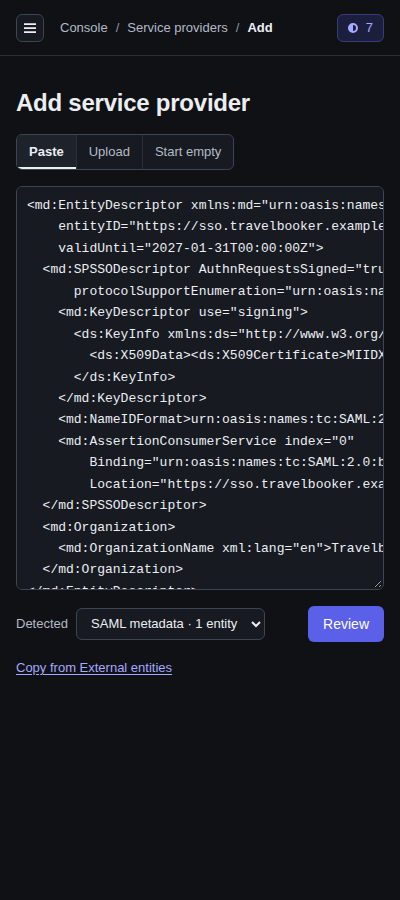 Console / Service providers / Add
7
Add service provider
Paste
Upload
Start empty
<md:EntityDescriptor xmlns:md="urn:oasis:names
entityID="https://sso.travelbooker.example
validUntil="2027-01-31T00:00:00Z">
<md:SPSSODescriptor AuthnRequestsSigned="tru
protocolSupportEnumeration="urn:oasis:na
<md:KeyDescriptor use="signing">
<ds:KeyInfo xmlns:ds="http://www.w3.org/
<ds:X509Data><ds:X509Certificate>MIIDX
</ds:KeyInfo>
</md:KeyDescriptor>
<md:NameIDFormat>urn:oasis:names:tc:SAML:2
<md:AssertionConsumerService index="0"
Binding="urn:oasis:names:tc:SAML:2.0:b
Location="https://sso.travelbooker.exa
</md:SPSSODescriptor>
<md:Organization>
<md:OrganizationName xml:lang="en">Travelb
</md:Organization>
</md:EntityDescriptor>
Detected
SAML metadata · 1 entity
Review
Copy from External entities